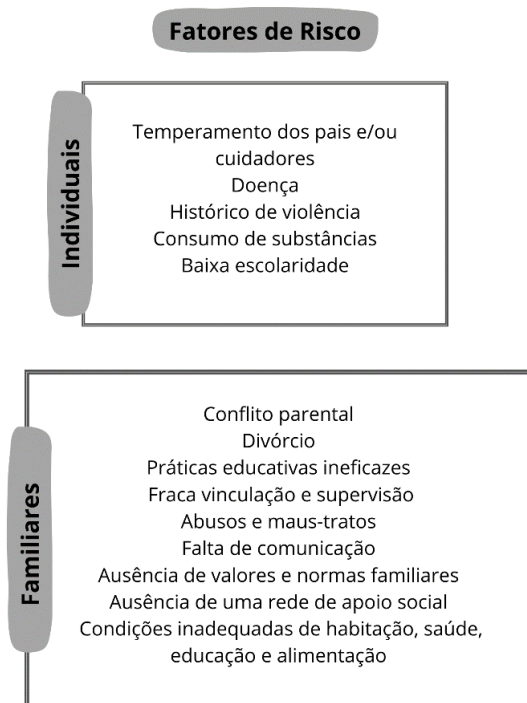 Fatores de Risco
Individuais
Temperamento dos pais e/ou
cuidadores
Doença
Histórico de violência
Consumo de substâncias
Baixa escolaridade
Familiares
Conflito parental
Divórcio
Práticas educativas ineficazes
Fraca vinculação e supervisão
Abusos e maus-tratos
Falta de comunicação
Ausência de valores e normas familiares
Ausência de uma rede de apoio social
Condições inadequadas de habitação, saúde,
educação e alimentação